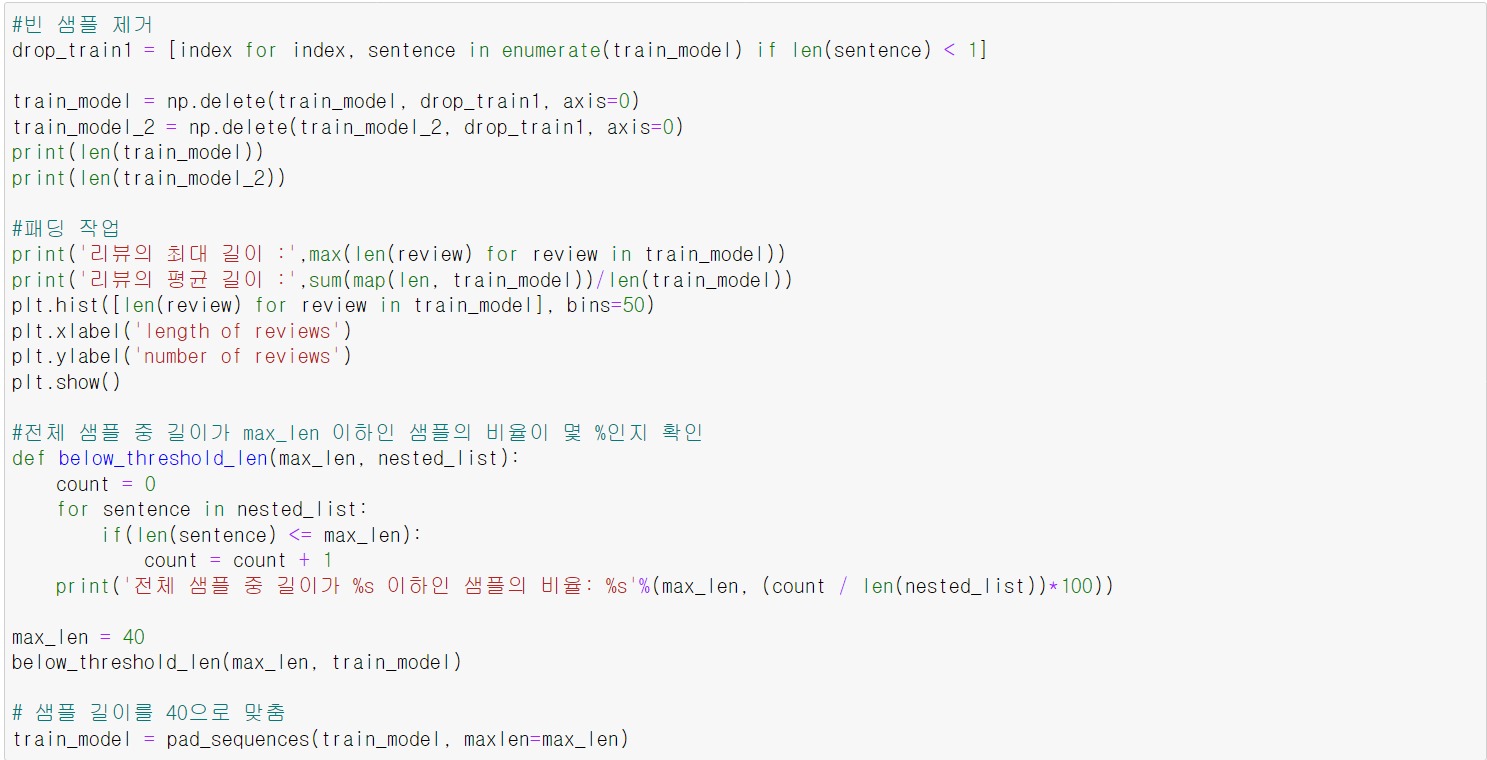 #빈 샘플 제거
drop_train1 = [index for index, sentence in enumerate(train_model) if len(sentence) < 1]
train_model = np.delete(train_model, drop_train1, axis=0)
train_model_2 = np.delete(train_model_2, drop_train1, axis=0)
print(len(train_model))
print(len(train_model_2))
#패딩 작업
print('리뷰의 최대 길이 :',max(len(review) for review in train_model))
print('리뷰의 평균 길이 :',sum(map(len, train_model))/len(train_model))
plt.hist([len(review) for review in train_model], bins=50)
plt.xlabel('length of reviews')
plt.ylabel('number of reviews')
plt.show()
#전체 샘플 중 길이가 max_len 이하인 샘플의 비율이 몇 %인지 확인
def below_threshold_len(max_len, nested_list):
    count = 0
    for sentence in nested_list:
        if(len(sentence) <= max_len):
            count = count + 1
    print('전체 샘플 중 길이가 %s 이하인 샘플의 비율: %s'%(max_len, (count / len(nested_list))*100))
max_len = 40
below_threshold_len(max_len, train_model)
# 샘플 길이를 40으로 맞춤
train_model = pad_sequences(train_model, maxlen=max_len)